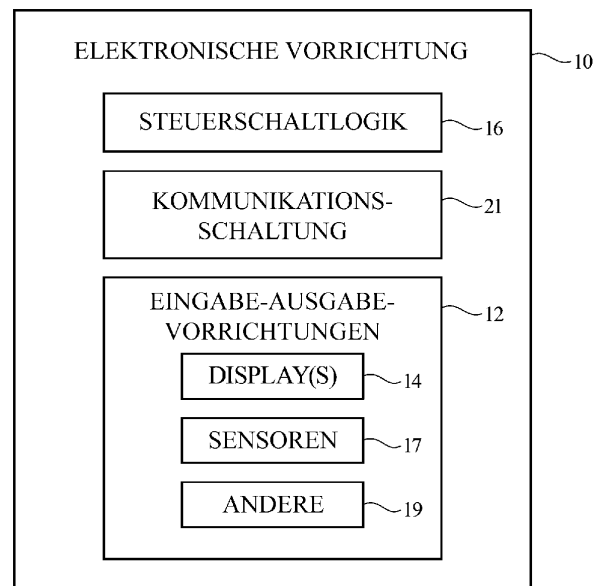 ELEKTRONISCHE VORRICHTUNG
10
STEUERSCHALTLOGIK
16
KOMMUNIKATIONS-
SCHALTUNG
21
EINGABE-AUSGABE-
VORRICHTUNGEN
12
DISPLAY(S)
14
SENSOREN
17
ANDERE
19